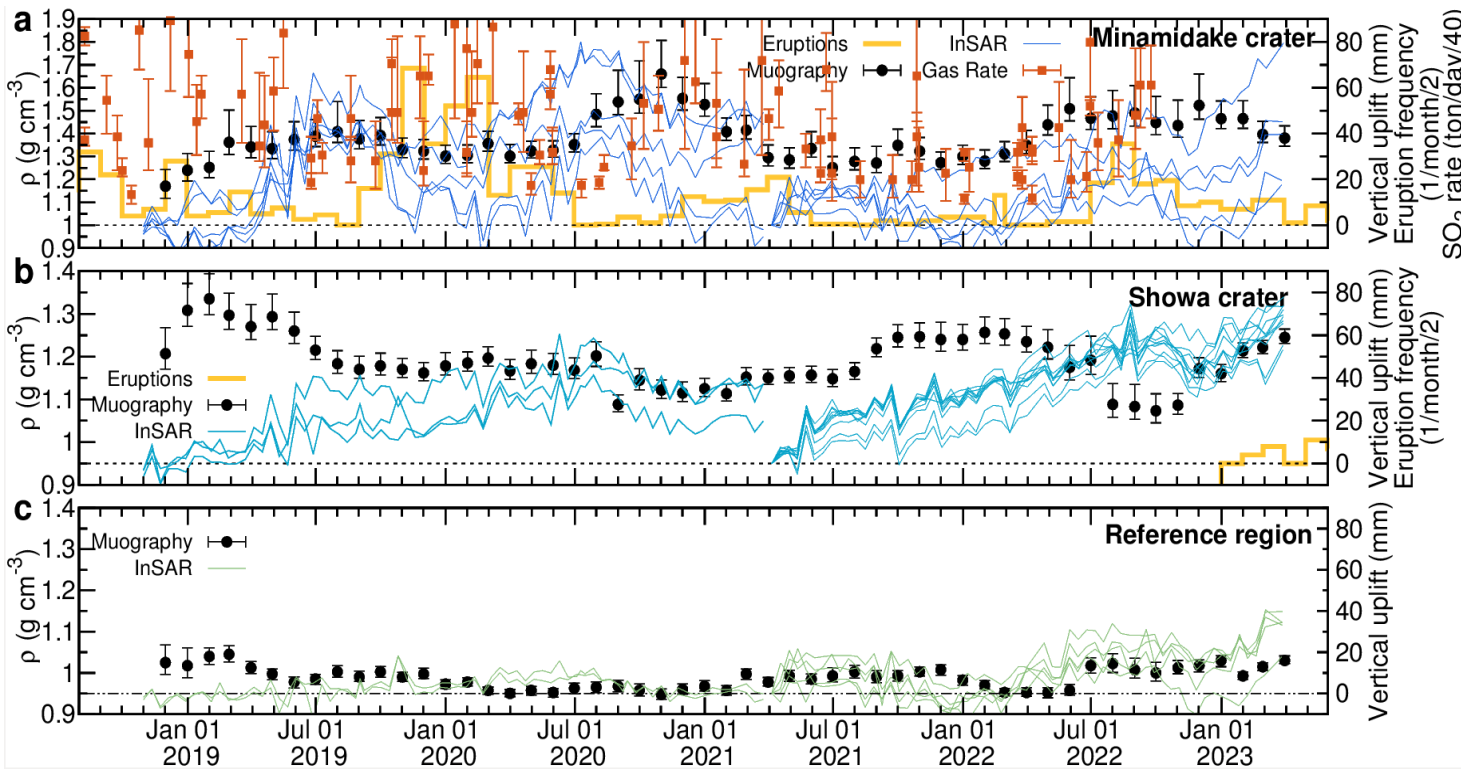 a
1.9
1.8
1.7
1.6
1.5
1.4
1.3
1.2
1.1
1
0.9
ρ (g cm⁻³)
Eruptions
Muography
InSAR
Gas Rate
Minamidake crater
80
60
40
20
0
Vertical uplift (mm)
Eruption frequency
(1/month/2)
SO₂ rate (ton/day/40)
b
1.4
1.3
1.2
1.1
1
0.9
ρ (g cm⁻³)
Showa crater
Eruptions
Muography
InSAR
80
60
40
20
0
Vertical uplift (mm)
Eruption frequency
(1/month/2)
c
1.4
1.3
1.2
1.1
1
0.9
ρ (g cm⁻³)
Muography
InSAR
Reference region
80
60
40
20
0
Vertical uplift (mm)
Jan 01 2019
Jul 01 2019
Jan 01 2020
Jul 01 2020
Jan 01 2021
Jul 01 2021
Jan 01 2022
Jul 01 2022
Jan 01 2023